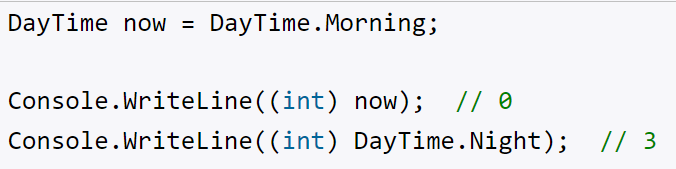 DayTime now = DayTime.Morning;
Console.WriteLine((int) now);  // 0
Console.WriteLine((int) DayTime.Night);  // 3